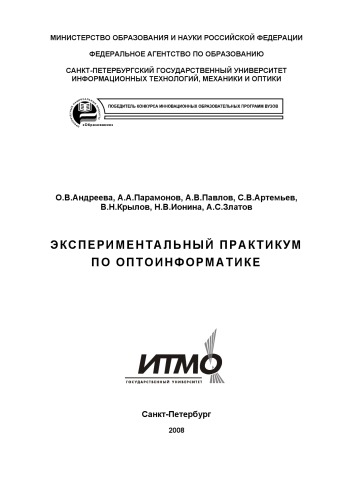 МИНИСТЕРСТВО ОБРАЗОВАНИЯ И НАУКИ РОССИЙСКОЙ ФЕДЕРАЦИИ
ФЕДЕРАЛЬНОЕ АГЕНТСТВО ПО ОБРАЗОВАНИЮ
САНКТ-ПЕТЕРБУРГСКИЙ ГОСУДАРСТВЕННЫЙ УНИВЕРСИТЕТ
ИНФОРМАЦИОННЫХ ТЕХНОЛОГИЙ, МЕХАНИКИ И ОПТИКИ
ПОБЕДИТЕЛЬ КОНКУРСА ИННОВАЦИОННЫХ ОБРАЗОВАТЕЛЬНЫХ ПРОГРАММ ВУЗОВ
«Образование»
О.В.Андреева, А.А.Парамонов, А.В.Павлов, С.В.Артемьев,
В.Н.Крылов, Н.В.Ионина, А.С.Златов
ЭКСПЕРИМЕНТАЛЬНЫЙ ПРАКТИКУМ
ПО ОПТОИНФОРМАТИКЕ
ИТМО
ГОСУДАРСТВЕННЫЙ УНИВЕРСИТЕТ
Санкт-Петербург
2008